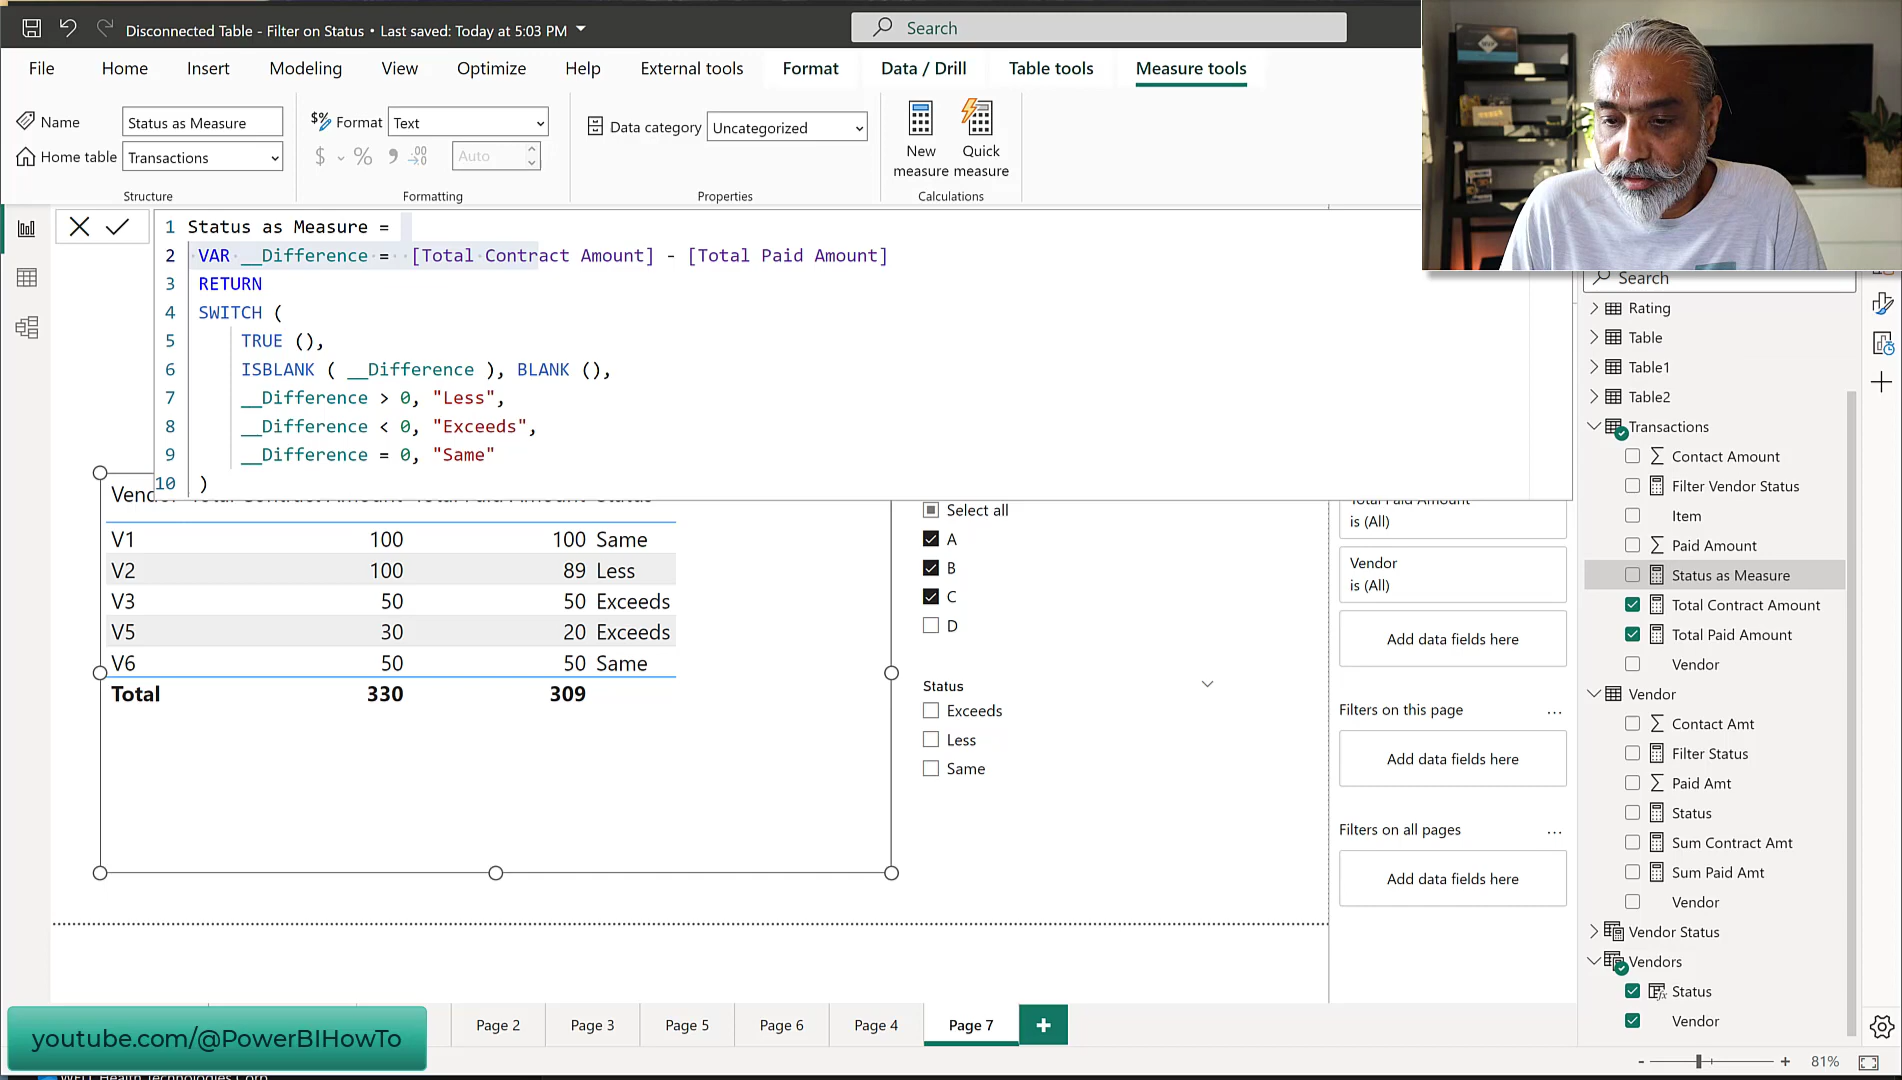 Disconnected Table - Filter on Status • Last saved: Today at 5:03 PM
Search
File Home Insert Modeling View Optimize Help External tools Format Data / Drill Table tools Measure tools
Name Status as Measure
Home table Transactions
Structure
Format Text
$ % Auto
Formatting
Data category Uncategorized
Properties
New measure
Quick measure
Calculations
1 Status as Measure =
2 VAR __Difference = [Total Contract Amount] - [Total Paid Amount]
3 RETURN
4 SWITCH (
5 TRUE (),
6 ISBLANK ( __Difference ), BLANK (),
7 __Difference > 0, "Less",
8 __Difference < 0, "Exceeds",
9 __Difference = 0, "Same"
10 )
V1 100 100 Same
V2 100 89 Less
V3 50 50 Exceeds
V5 30 20 Exceeds
V6 50 50 Same
Total 330 309
Select all
A
B
C
D
Status
Exceeds
Less
Same
Total Paid Amount
is (All)
Vendor
is (All)
Add data fields here
Filters on this page ...
Add data fields here
Filters on all pages ...
Add data fields here
Search
Rating
Table
Table1
Table2
Transactions
Contact Amount
Filter Vendor Status
Item
Paid Amount
Status as Measure
Total Contract Amount
Total Paid Amount
Vendor
Vendor
Contact Amt
Filter Status
Paid Amt
Status
Sum Contract Amt
Sum Paid Amt
Vendor
Vendor Status
Vendors
Status
Vendor
youtube.com/@PowerBIHowTo
Page 2 Page 3 Page 5 Page 6 Page 4 Page 7 +
- + 81%